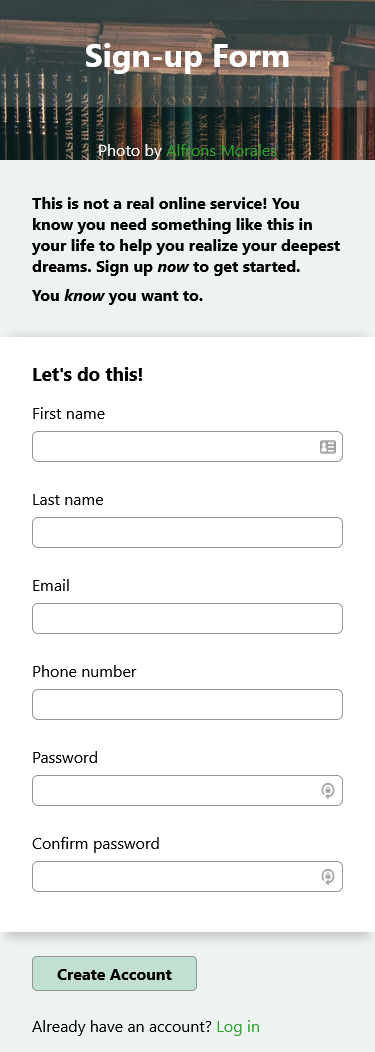 Sign-up Form
HUMANAS
Photo by Alfrons Morales
This is not a real online service! You
know you need something like this in
your life to help you realize your deepest
dreams. Sign up now to get started.
You know you want to.
Let's do this!
First name
Last name
Email
Phone number
Password
Confirm password
Create Account
Already have an account? Log in